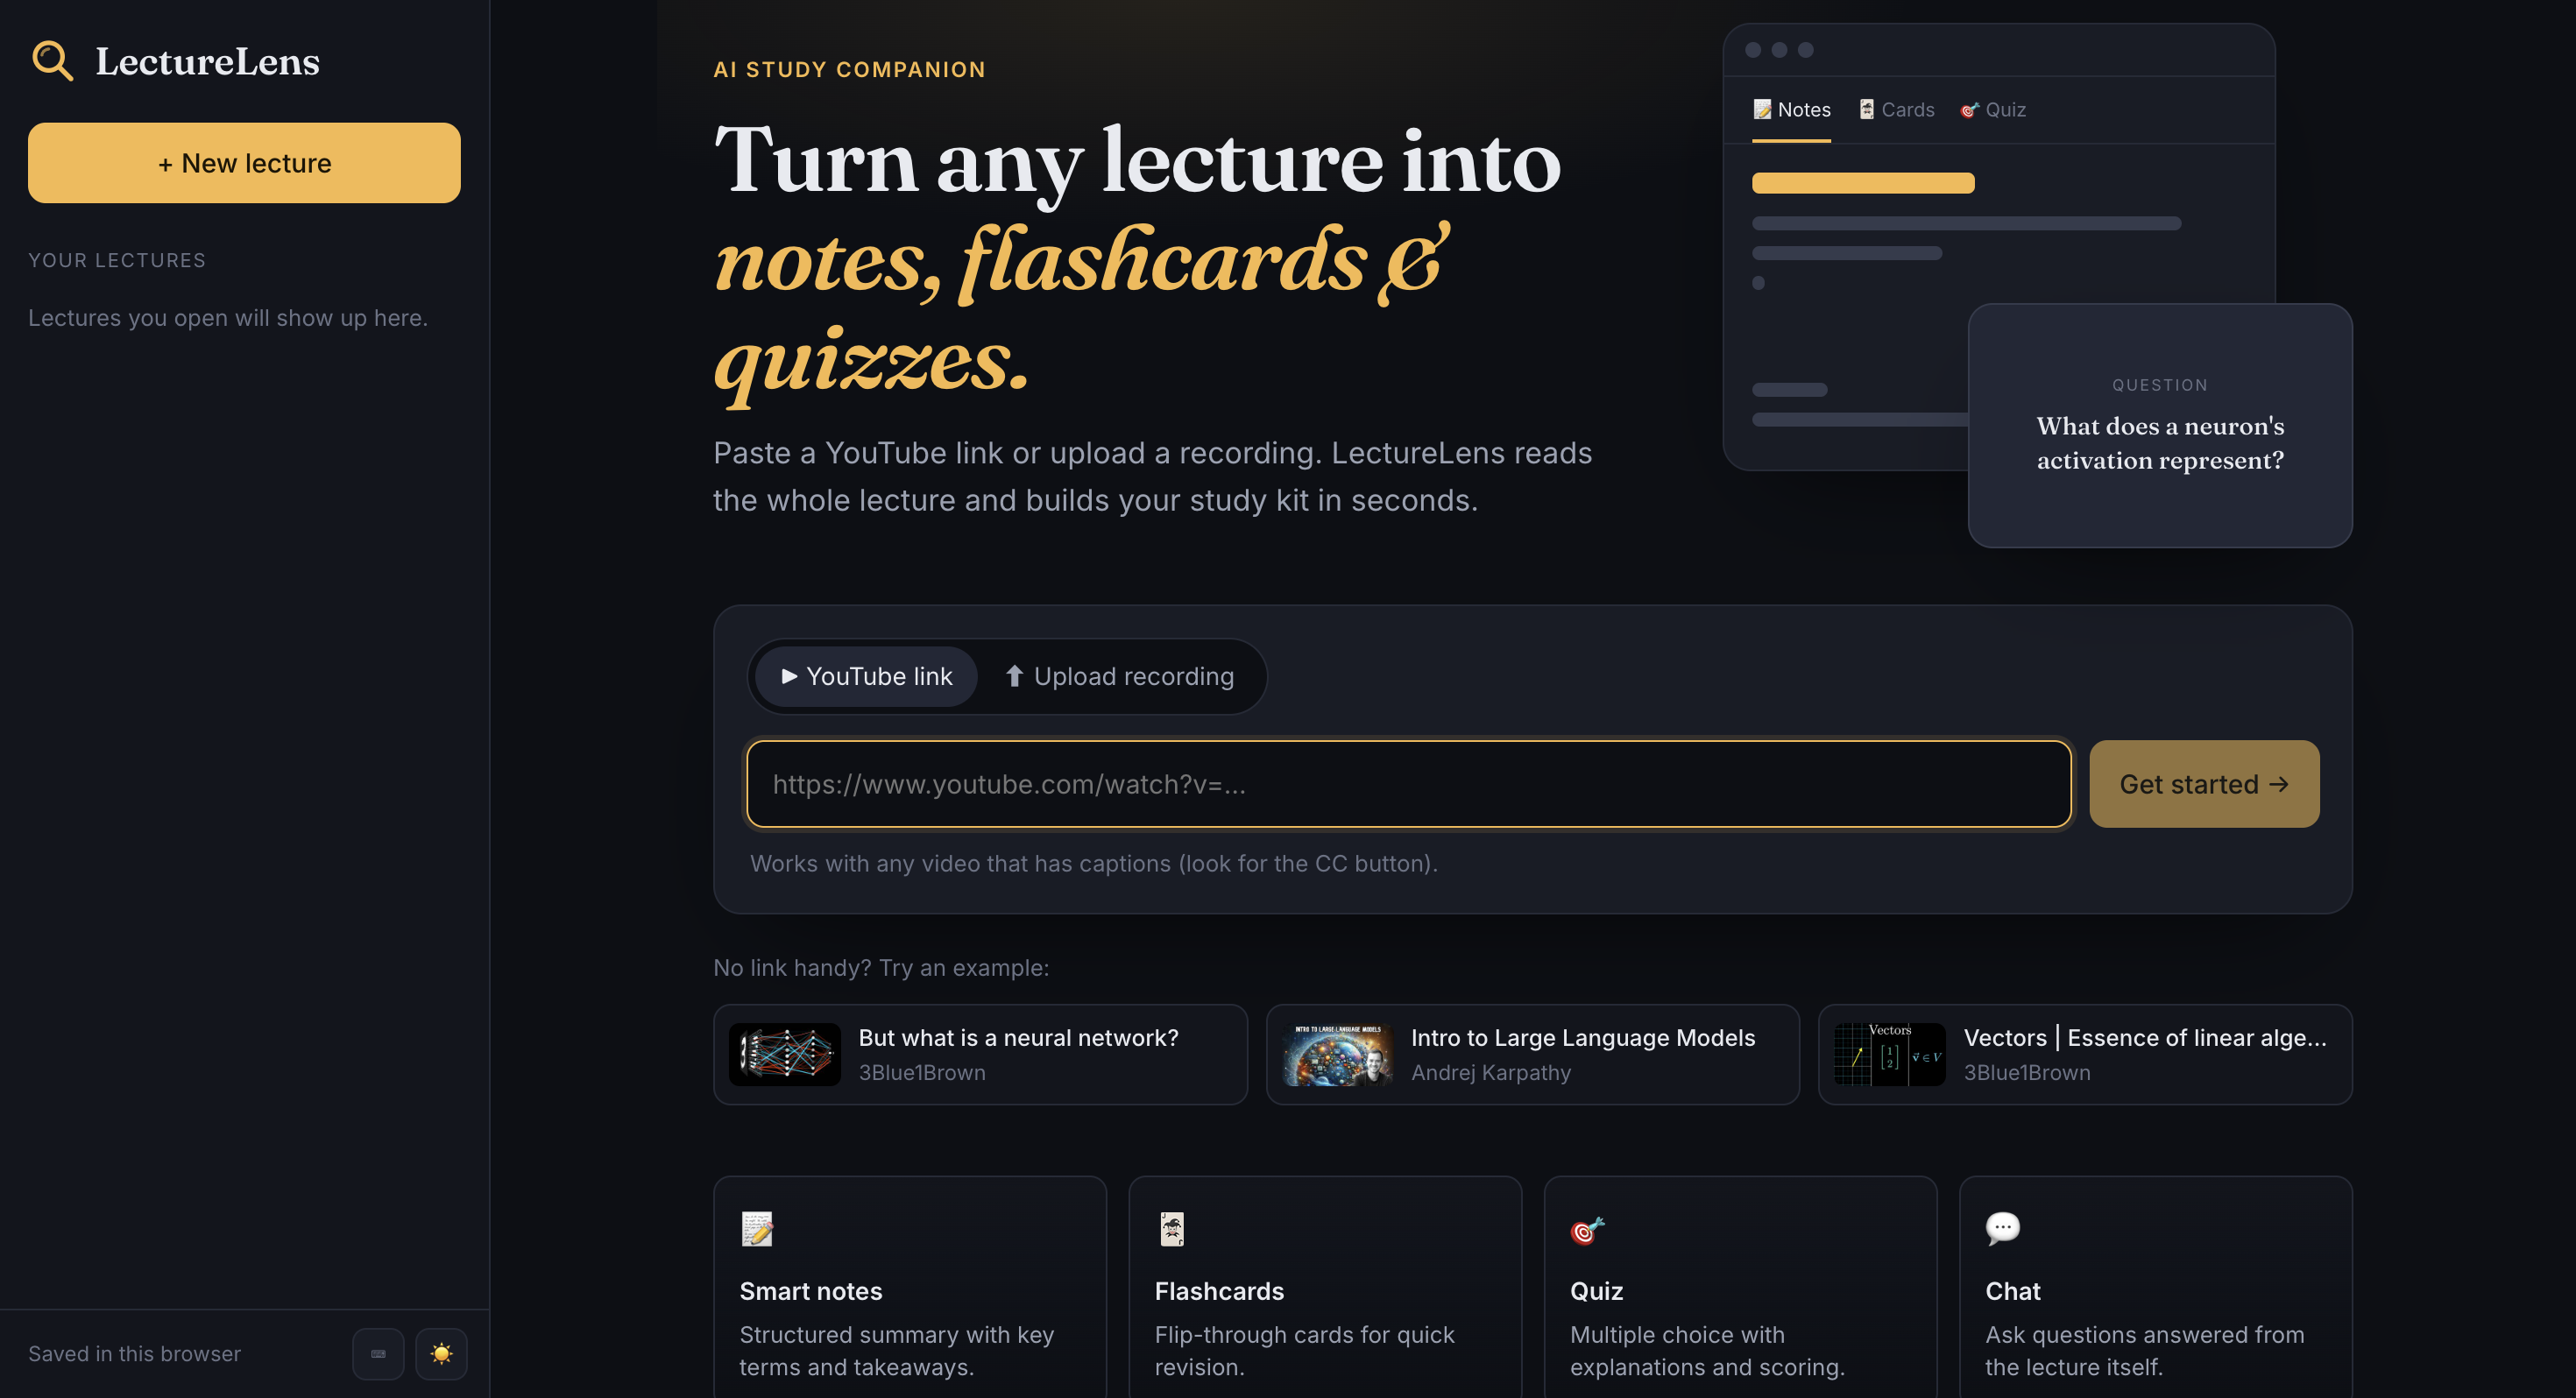 LectureLens
+ New lecture
YOUR LECTURES
Lectures you open will show up here.
Saved in this browser
AI STUDY COMPANION
Turn any lecture into
notes, flashcards &
quizzes.
Paste a YouTube link or upload a recording. LectureLens reads
the whole lecture and builds your study kit in seconds.
Notes
Cards
Quiz
QUESTION
What does a neuron's
activation represent?
YouTube link
Upload recording
https://www.youtube.com/watch?v=...
Get started →
Works with any video that has captions (look for the CC button).
No link handy? Try an example:
But what is a neural network?
3Blue1Brown
INTRO TO LARGE LANGUAGE MODELS
Intro to Large Language Models
Andrej Karpathy
Vectors
1
2
v⃗ ∈ V
Vectors | Essence of linear alge...
3Blue1Brown
Smart notes
Structured summary with key
terms and takeaways.
Flashcards
Flip-through cards for quick
revision.
Quiz
Multiple choice with
explanations and scoring.
Chat
Ask questions answered from
the lecture itself.